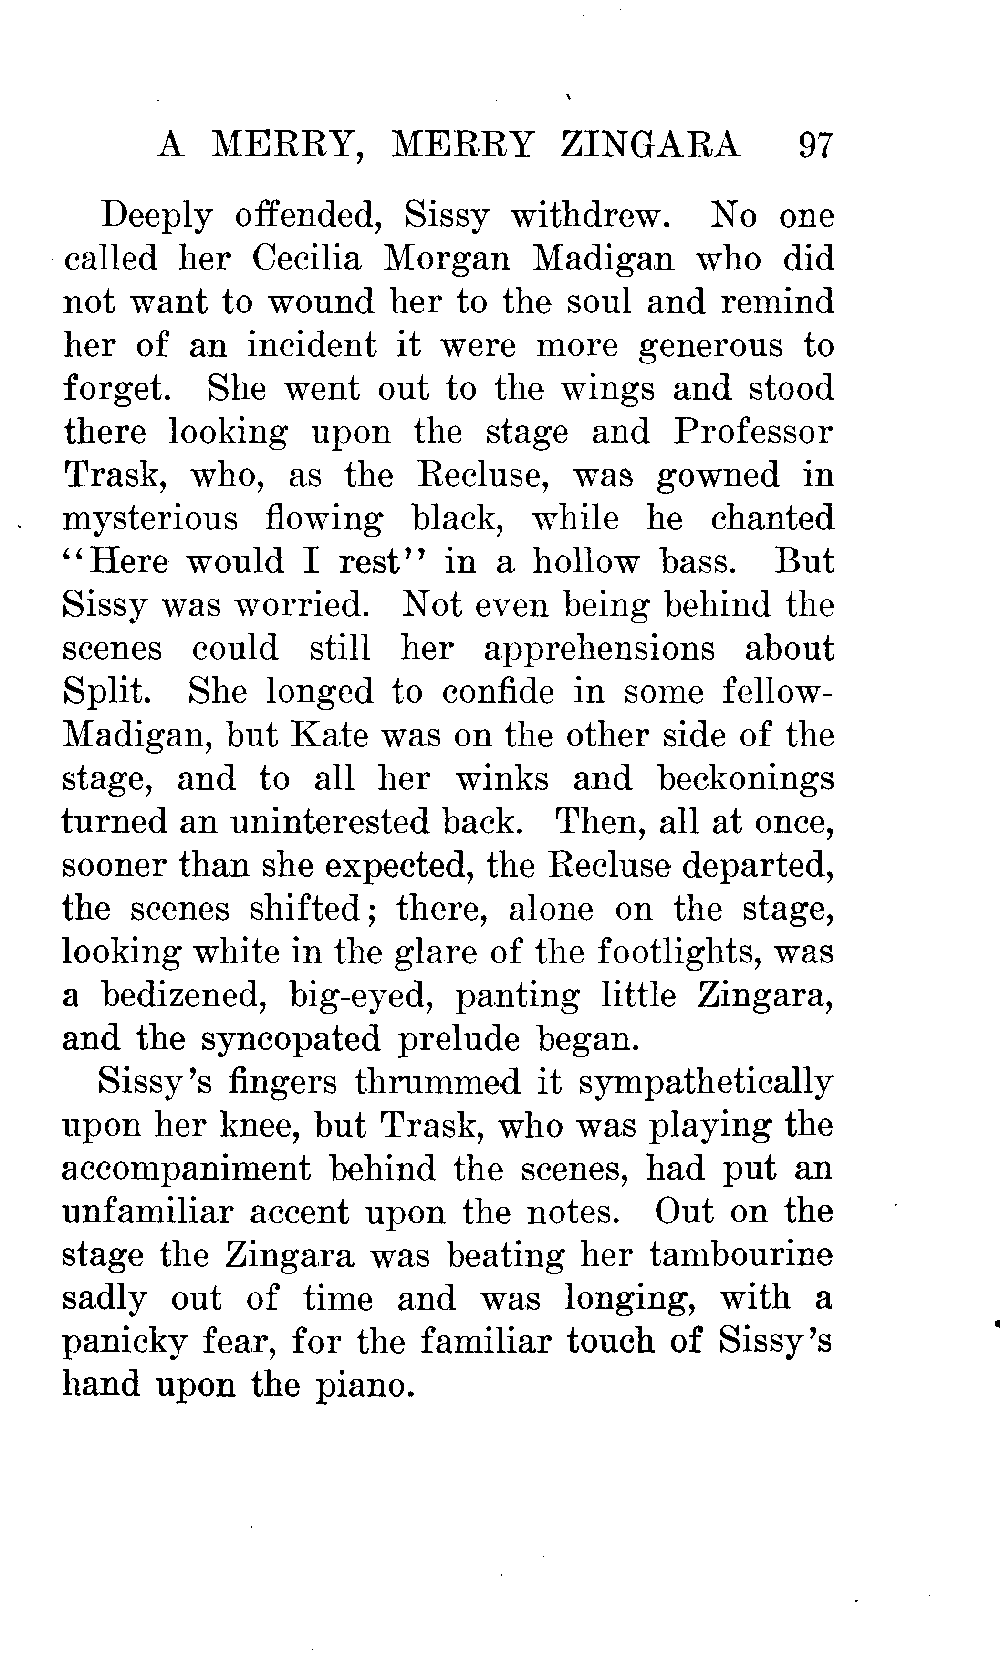 A MERRY, MERRY ZINGARA 97
Deeply offended, Sissy withdrew. No one
called her Cecilia Morgan Madigan who did
not want to wound her to the soul and remind
her of an incident it were more generous to
forget. She went out to the wings and stood
there looking upon the stage and Professor
Trask, who, as the Recluse, was gowned in
mysterious flowing black, while he chanted
“Here would I rest” in a hollow bass. But
Sissy was worried. Not even being behind the
scenes could still her apprehensions about
Split. She longed to confide in some fellow-
Madigan, but Kate was on the other side of the
stage, and to all her winks and beckonings
turned an uninterested back. Then, all at once,
sooner than she expected, the Recluse departed,
the scenes shifted; there, alone on the stage,
looking white in the glare of the footlights, was
a bedizened, big-eyed, panting little Zingara,
and the syncopated prelude began.
Sissy's fingers thrummed it sympathetically
upon her knee, but Trask, who was playing the
accompaniment behind the scenes, had put an
unfamiliar accent upon the notes. Out on the
stage the Zingara was beating her tambourine
sadly out of time and was longing, with a
panicky fear, for the familiar touch of Sissy's
hand upon the piano.